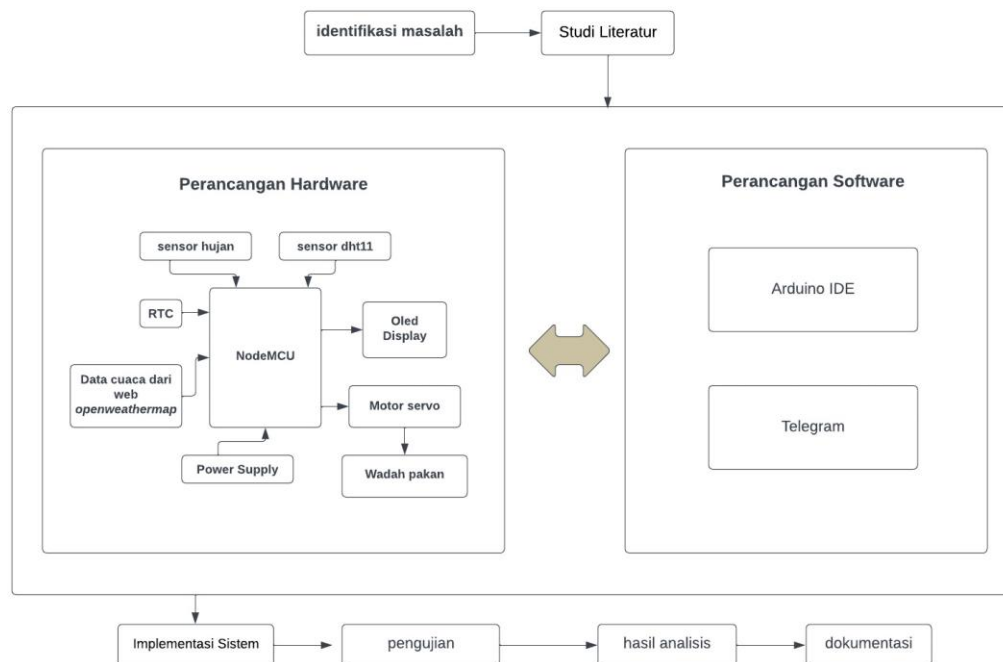 identifikasi masalah
Studi Literatur
Perancangan Hardware
sensor hujan
sensor dht11
RTC
NodeMCU
Oled
Display
Data cuaca dari
web
openweathermap
Motor servo
Power Supply
Wadah pakan
Perancangan Software
Arduino IDE
Telegram
Implementasi Sistem
pengujian
hasil analisis
dokumentasi